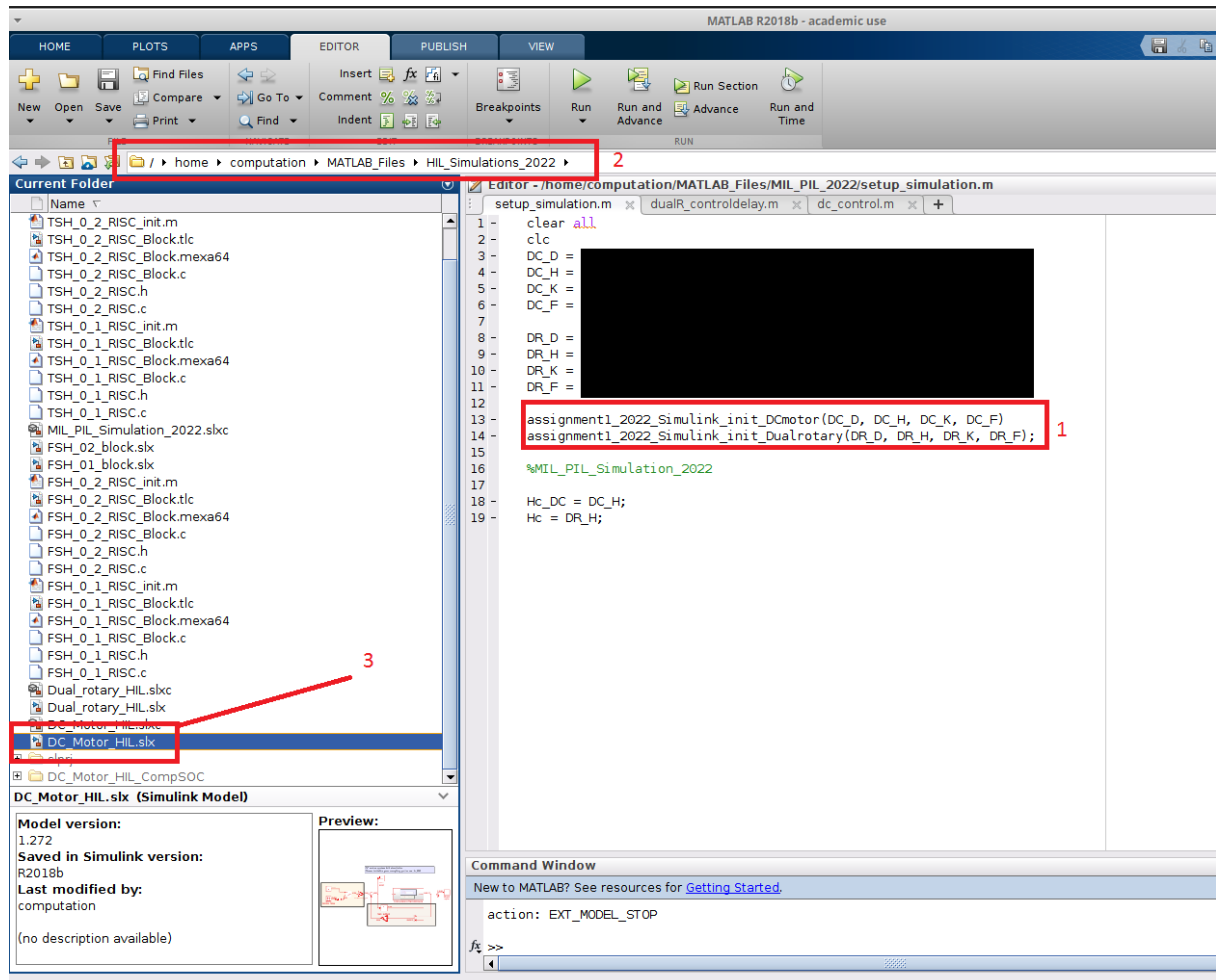 MATLAB R2018b - academic use
HOME PLOTS APPS EDITOR PUBLISH VIEW
Find Files Insert fx
Compare Go To Comment % Run Section
New Open Save Breakpoints Run Run and Advance Run and
Print Find Indent Advance Time
FILE NAVIGATE EDIT BREAKPOINTS RUN
/ home computation MATLAB_Files HIL_Simulations_2022 2
Current Folder
Name
TSH_0_2_RISC_init.m
TSH_0_2_RISC_Block.tlc
TSH_0_2_RISC_Block.mexa64
TSH_0_2_RISC_Block.c
TSH_0_2_RISC.h
TSH_0_2_RISC.c
TSH_0_1_RISC_init.m
TSH_0_1_RISC_Block.tlc
TSH_0_1_RISC_Block.mexa64
TSH_0_1_RISC_Block.c
TSH_0_1_RISC.h
TSH_0_1_RISC.c
MIL_PIL_Simulation_2022.slxc
FSH_02_block.slx
FSH_01_block.slx
FSH_0_2_RISC_init.m
FSH_0_2_RISC_Block.tlc
FSH_0_2_RISC_Block.mexa64
FSH_0_2_RISC_Block.c
FSH_0_2_RISC.h
FSH_0_2_RISC.c
FSH_0_1_RISC_init.m
FSH_0_1_RISC_Block.tlc
FSH_0_1_RISC_Block.mexa64
FSH_0_1_RISC_Block.c
FSH_0_1_RISC.h
FSH_0_1_RISC.c
3
Dual_rotary_HIL.slxc
Dual_rotary_HIL.slx
DC_Motor_HIL.slxc
DC_Motor_HIL.slx
slprj
DC_Motor_HIL_CompSOC
DC_Motor_HIL.slx (Simulink Model)
Model version:
1.272
Saved in Simulink version:
R2018b
Last modified by:
computation
(no description available)
Preview:
Editor - /home/computation/MATLAB_Files/MIL_PIL_2022/setup_simulation.m
setup_simulation.m × dualR_controldelay.m × dc_control.m × +
1 - clear all
2 - clc
3 - DC_D =
4 - DC_H =
5 - DC_K =
6 - DC_F =
7
8 - DR_D =
9 - DR_H =
10 - DR_K =
11 - DR_F =
12
13 - assignment1_2022_Simulink_init_DCmotor(DC_D, DC_H, DC_K, DC_F)
14 - assignment1_2022_Simulink_init_Dualrotary(DR_D, DR_H, DR_K, DR_F);
1
15
16 %MIL_PIL_Simulation_2022
17
18 - Hc_DC = DC_H;
19 - Hc = DR_H;
Command Window
New to MATLAB? See resources for Getting Started.
action: EXT_MODEL_STOP
fx >>